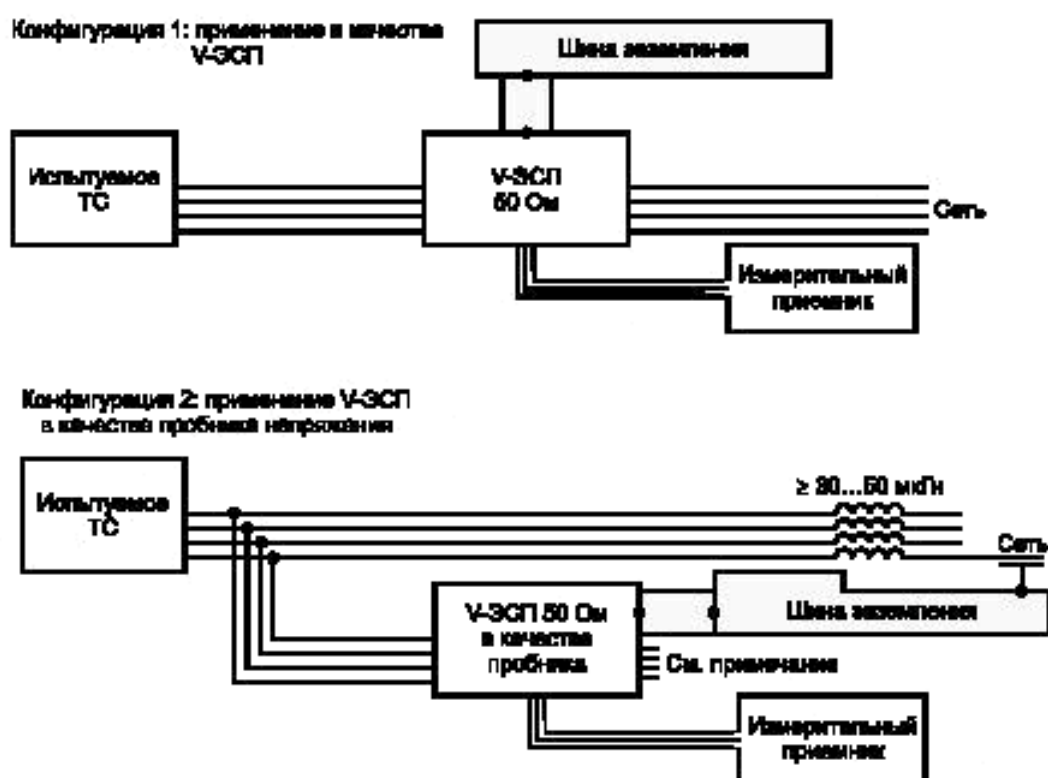 Конфигурация 1: применение в качестве
V-ЭСП
Шина заземления
Испытуемое
ТС
V-ЭСП
50 Ом
Сеть
Измерительный
приемник
Конфигурация 2: применение V-ЭСП
в качестве пробника напряжения
Испытуемое
ТС
≥ 30...50 мкГн
Сеть
V-ЭСП 50 Ом
в качестве
пробника
Шина заземления
См. примечание
Измерительный
приемник